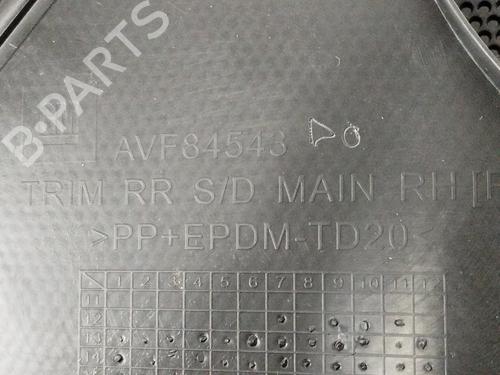 B-PARTS
AVF84543
TRIM RR S/D MAIN RH
>PP+EPDM-TD20<
1 2 3 4 5 6 7 8 9 10 11
11
12
13
14